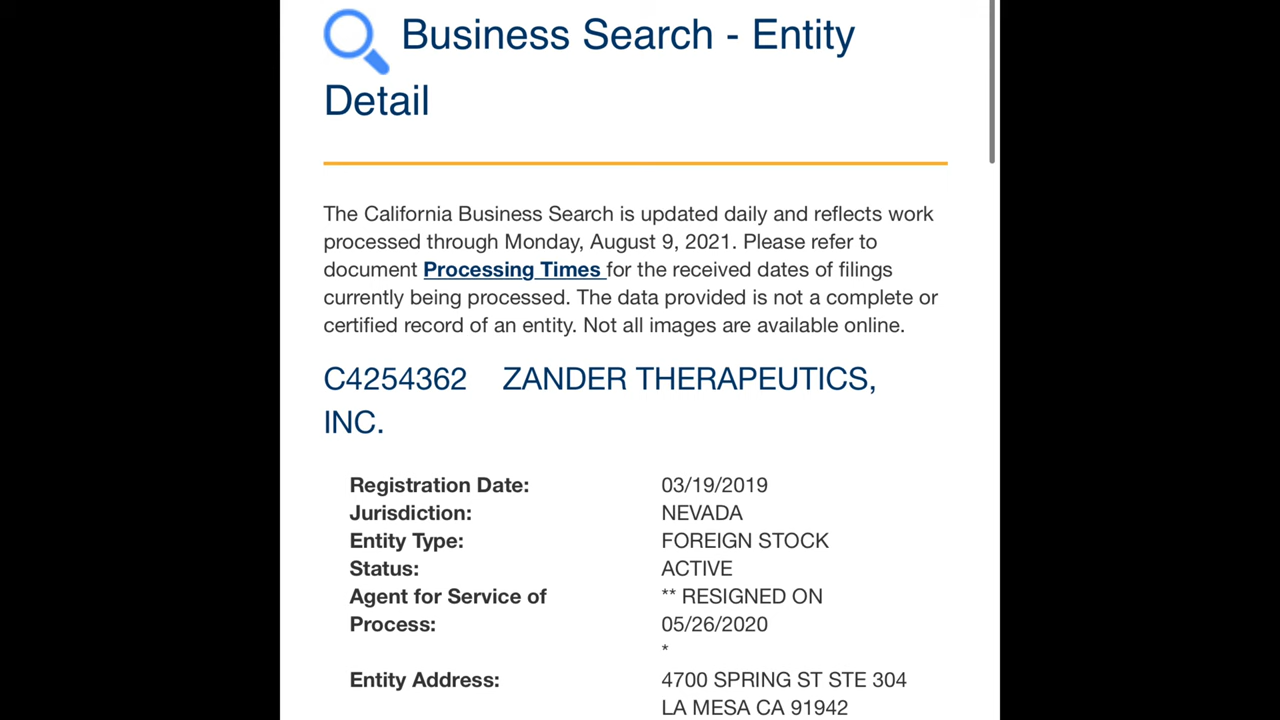 Business Search - Entity
Detail
The California Business Search is updated daily and reflects work
processed through Monday, August 9, 2021. Please refer to
document Processing Times for the received dates of filings
currently being processed. The data provided is not a complete or
certified record of an entity. Not all images are available online.
C4254362 ZANDER THERAPEUTICS,
INC.
Registration Date: 03/19/2019
Jurisdiction: NEVADA
Entity Type: FOREIGN STOCK
Status: ACTIVE
Agent for Service of ** RESIGNED ON
Process: 05/26/2020
*
Entity Address: 4700 SPRING ST STE 304
LA MESA CA 91942